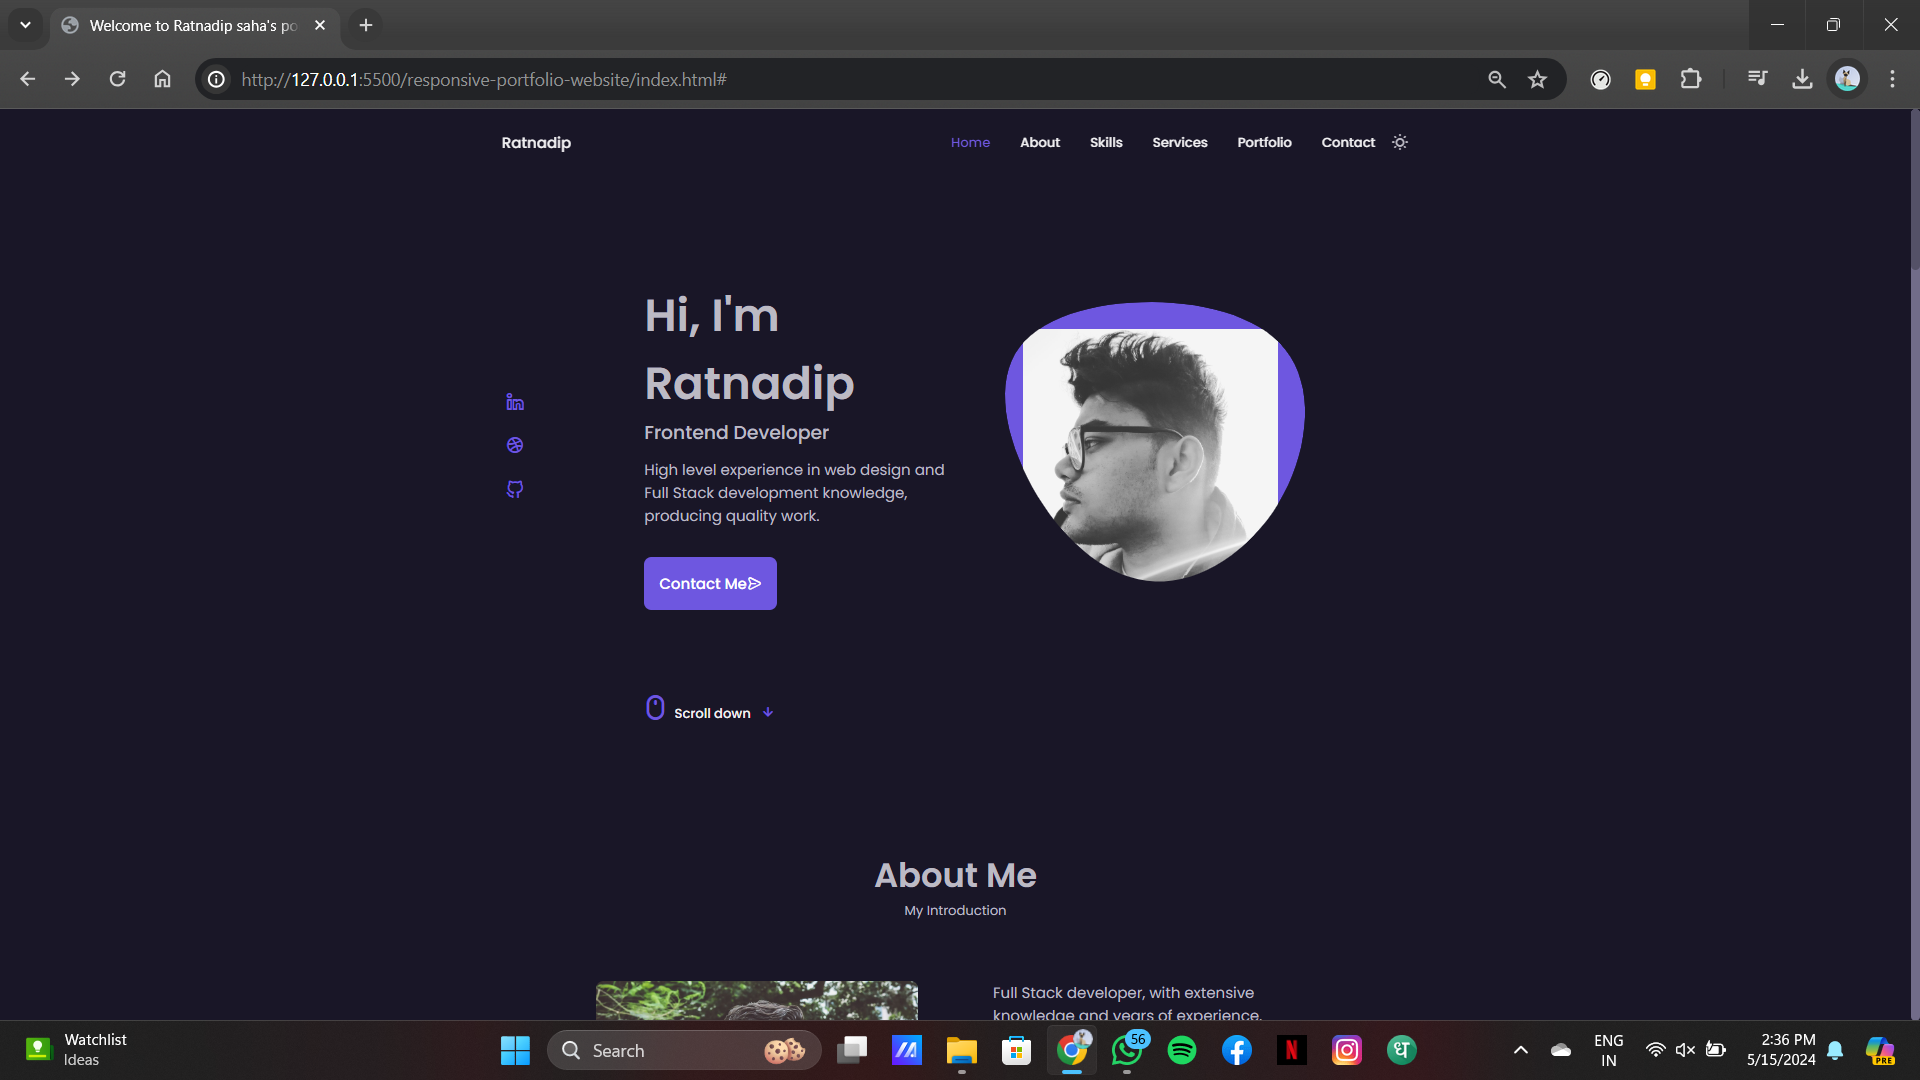 Welcome to Ratnadip saha's po
http://127.0.0.1:5500/responsive-portfolio-website/index.html#
Ratnadip
Home
About
Skills
Services
Portfolio
Contact
Hi, I'm
Ratnadip
Frontend Developer
High level experience in web design and
Full Stack development knowledge,
producing quality work.
Contact Me
Scroll down
About Me
My Introduction
Full Stack developer, with extensive
knowledge and years of experience,
Watchlist
Ideas
Search
56
N
ध
ENG
IN
2:36 PM
5/15/2024
PRE